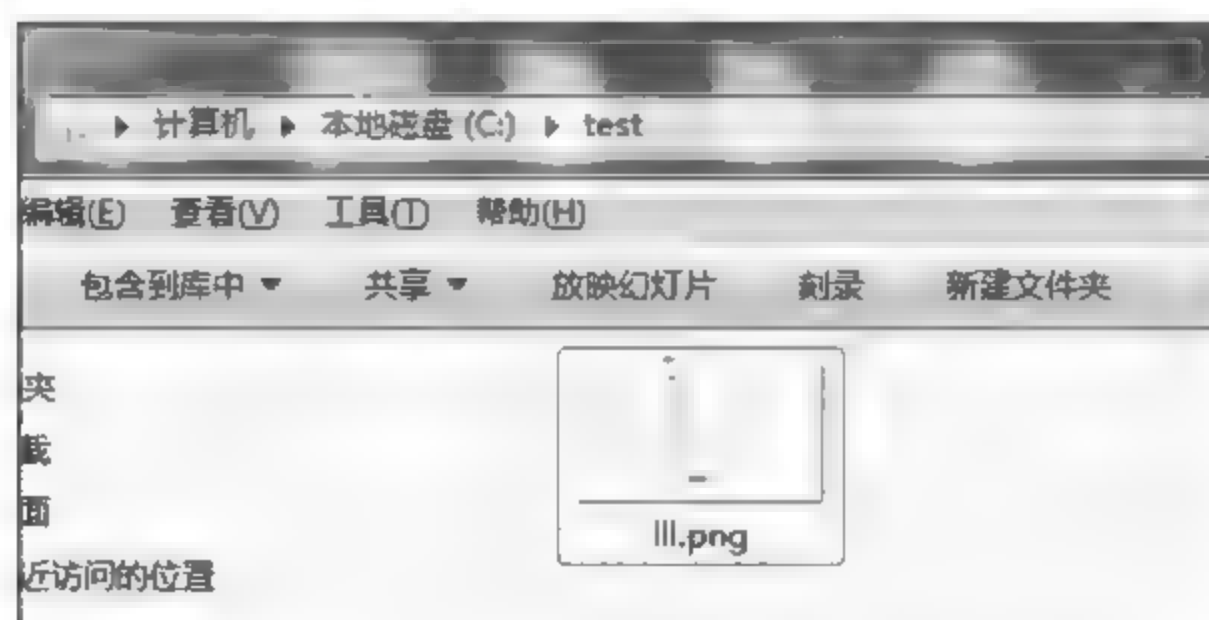 计算机 ▶ 本地磁盘 (C:) ▶ test
编辑(E) 查看(V) 工具(T) 帮助(H)
包含到库中 ▼ 共享 ▼ 放映幻灯片 刻录 新建文件夹
夹
载
面
lll.png
近访问的位置